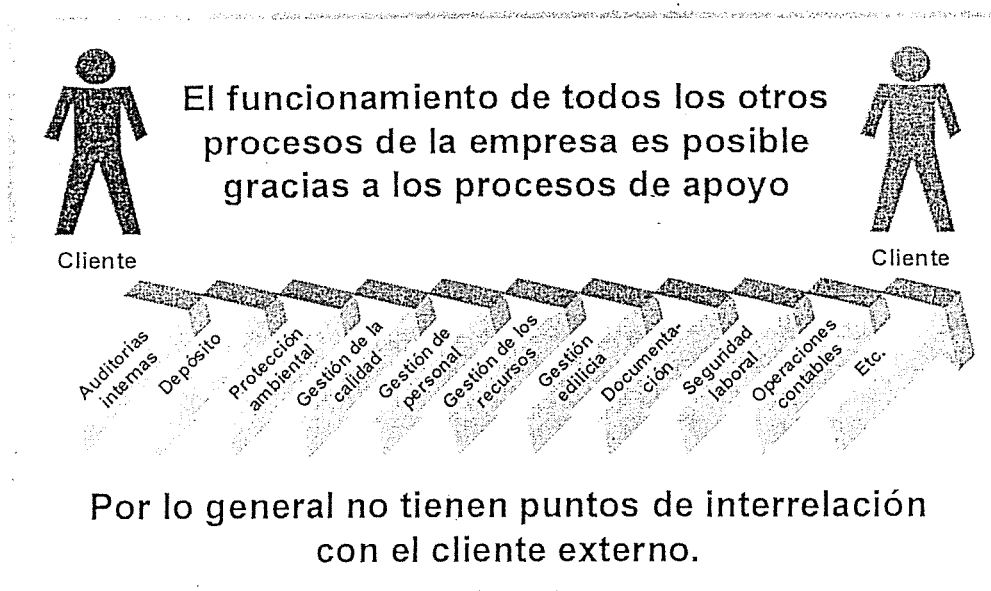 El funcionamiento de todos los otros
procesos de la empresa es posible
gracias a los procesos de apoyo
Cliente
Cliente
Auditorias
internas
Depósito
Protección
ambiental
Gestión de la
calidad
Gestión de
personal
Gestión de los
recursos
Gestión
edilicia
Documenta-
ción
Seguridad
laboral
Operaciones
contables
Etc.
Por lo general no tienen puntos de interrelación
con el cliente externo.